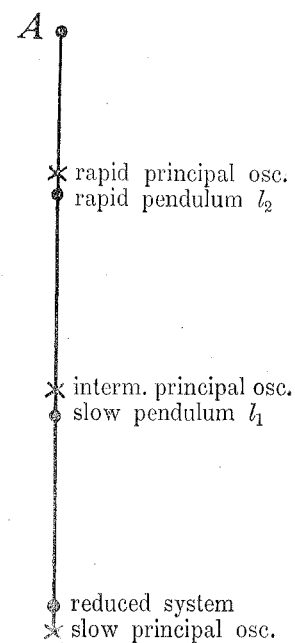 A
rapid principal osc.
rapid pendulum l₂
interm. principal osc.
slow pendulum l₁
reduced system
slow principal osc.